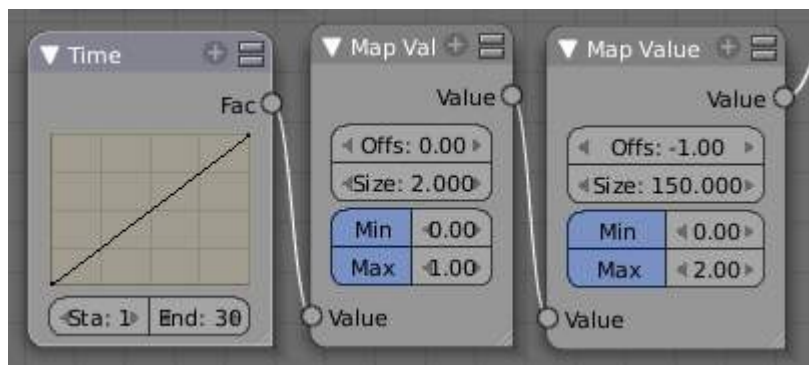 Time
Fac
Sta: 1 End: 30
Map Val
Value
Offs: 0.00
Size: 2.000
Min 0.00
Max 1.00
Value
Map Value
Value
Offs: -1.00
Size: 150.000
Min 0.00
Max 2.00
Value